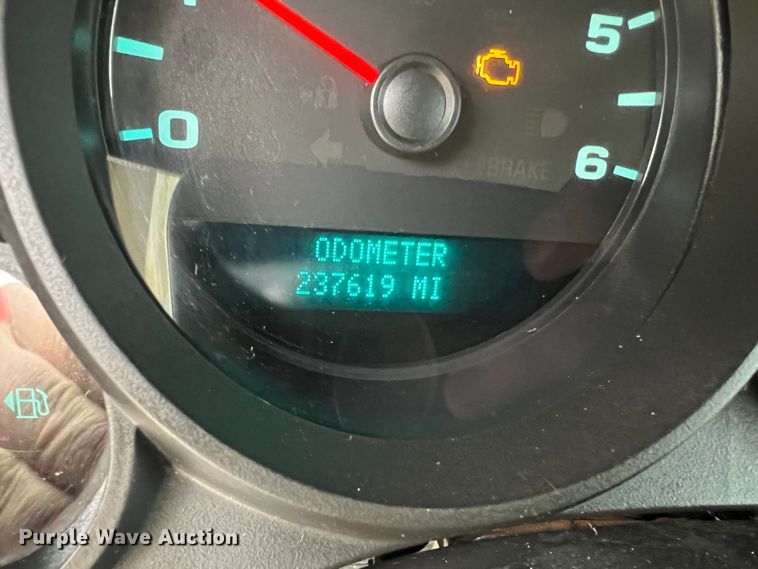 5
0
6
BRAKE
ODOMETER
237619 MI
Purple Wave Auction